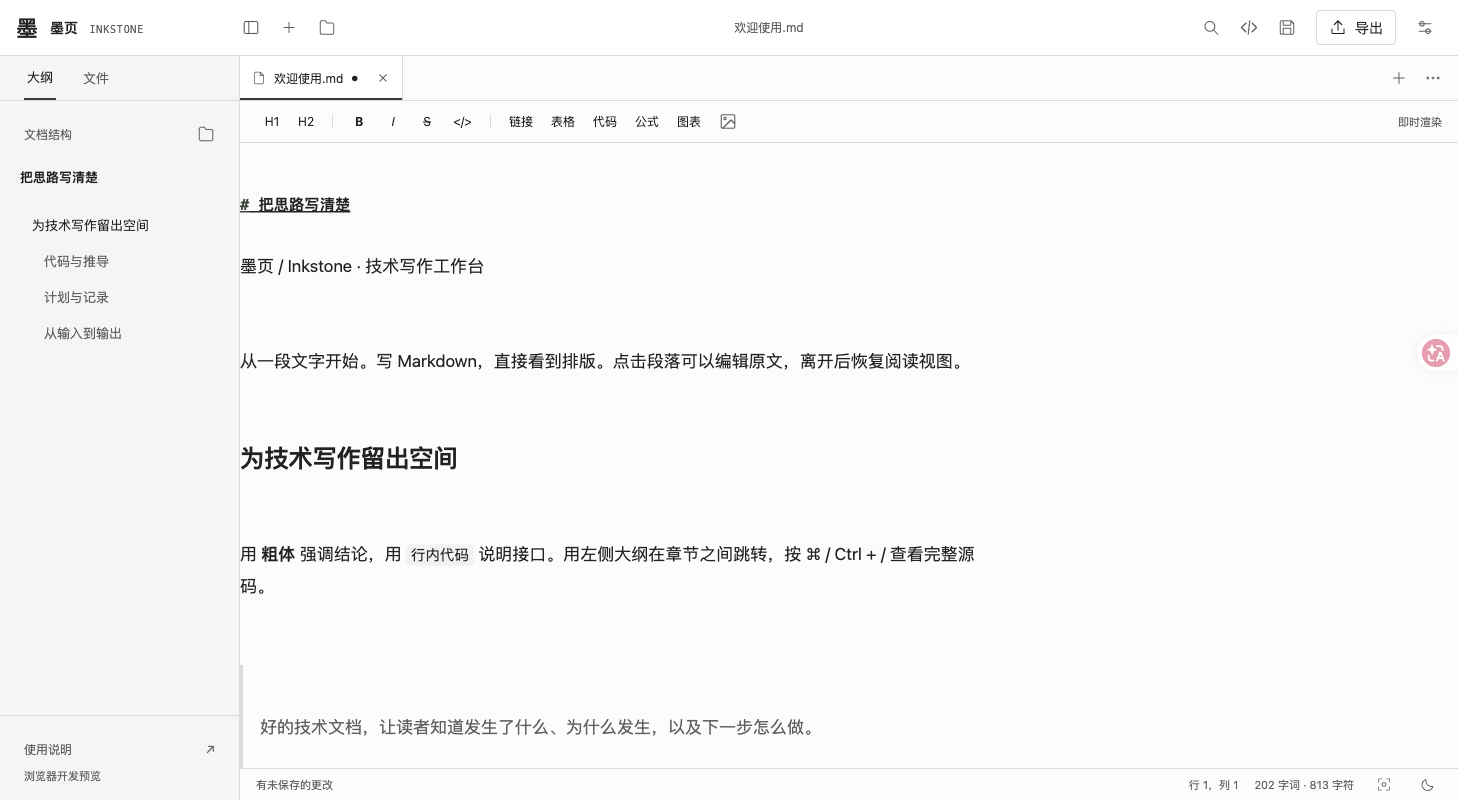 墨 墨页 INKSTONE
欢迎使用.md
导出
大纲 文件
欢迎使用.md
文档结构
H1 H2 B I S </> 链接 表格 代码 公式 图表
即时渲染
把思路写清楚
为技术写作留出空间
代码与推导
计划与记录
从输入到输出
# 把思路写清楚
墨页 / Inkstone · 技术写作工作台
从一段文字开始。写 Markdown，直接看到排版。点击段落可以编辑原文，离开后恢复阅读视图。
为技术写作留出空间
用 粗体 强调结论，用 行内代码 说明接口。用左侧大纲在章节之间跳转，按 ⌘ / Ctrl + / 查看完整源
码。
好的技术文档，让读者知道发生了什么、为什么发生，以及下一步怎么做。
使用说明
浏览器开发预览
有未保存的更改
行 1，列 1 202 字词 · 813 字符